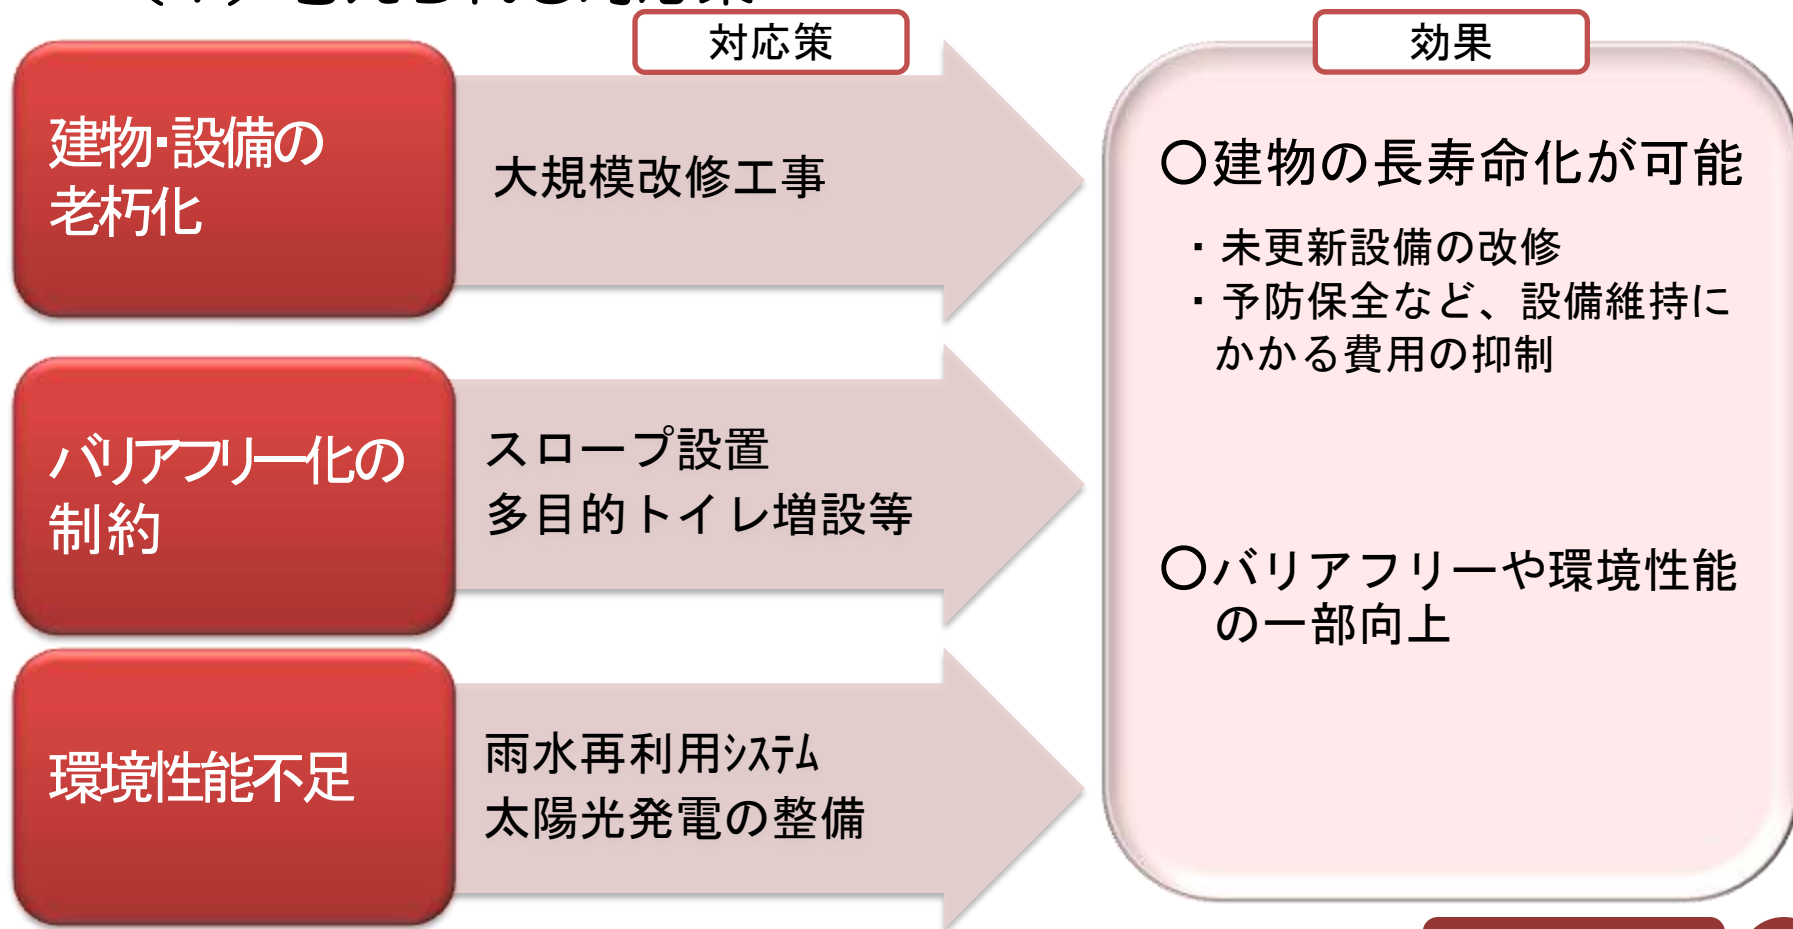 対応策
効果
建物・設備の
老朽化
大規模改修工事
バリアフリー化の
制約
スロープ設置
多目的トイレ増設等
環境性能不足
雨水再利用ｼｽﾃﾑ
太陽光発電の整備
〇建物の長寿命化が可能
・未更新設備の改修
・予防保全など、設備維持に
かかる費用の抑制
〇バリアフリーや環境性能
の一部向上